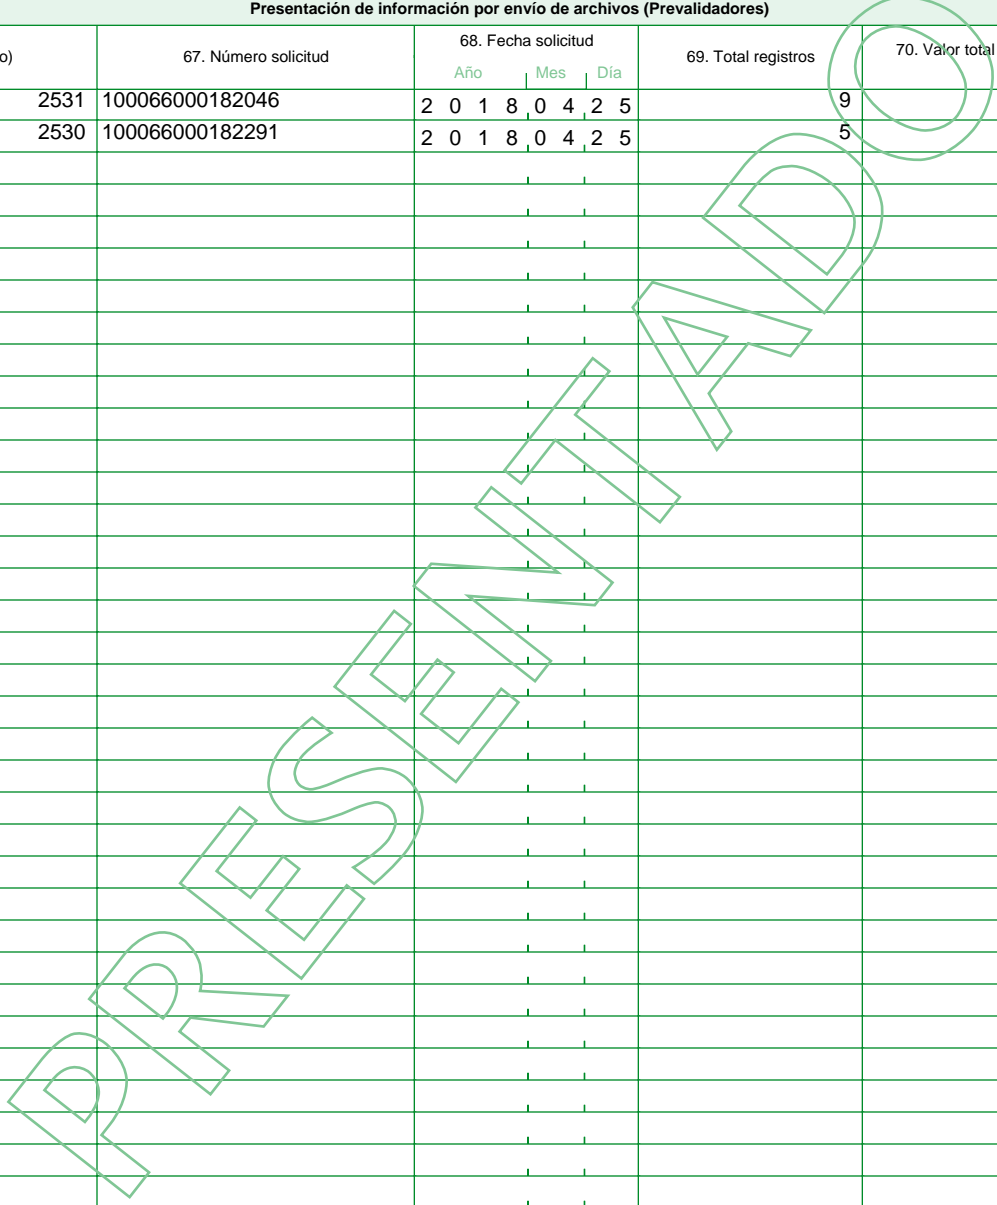 Presentación de información por envío de archivos (Prevalidadores)
o) 67. Número solicitud 68. Fecha solicitud 69. Total registros 70. Valor total
Año Mes Día
2531 100066000182046 2 0 1 8 0 4 2 5 9
2530 100066000182291 2 0 1 8 0 4 2 5 5
PRESENTADO